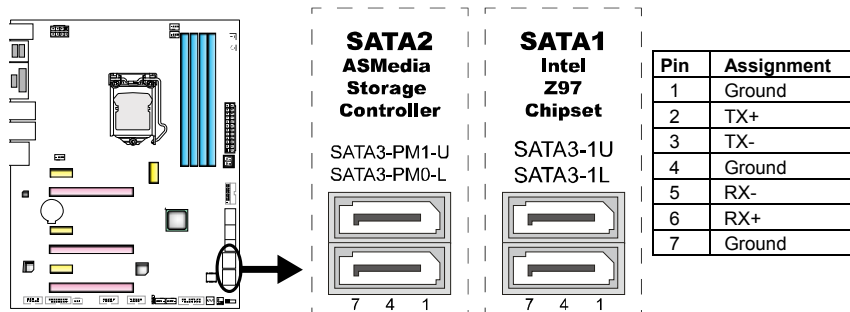 SATA2
ASMedia
Storage
Controller
SATA3-PM1-U
SATA3-PM0-L
7 4 1
SATA1
Intel
Z97
Chipset
SATA3-1U
SATA3-1L
7 4 1
Pin Assignment
1 Ground
2 TX+
3 TX-
4 Ground
5 RX-
6 RX+
7 Ground